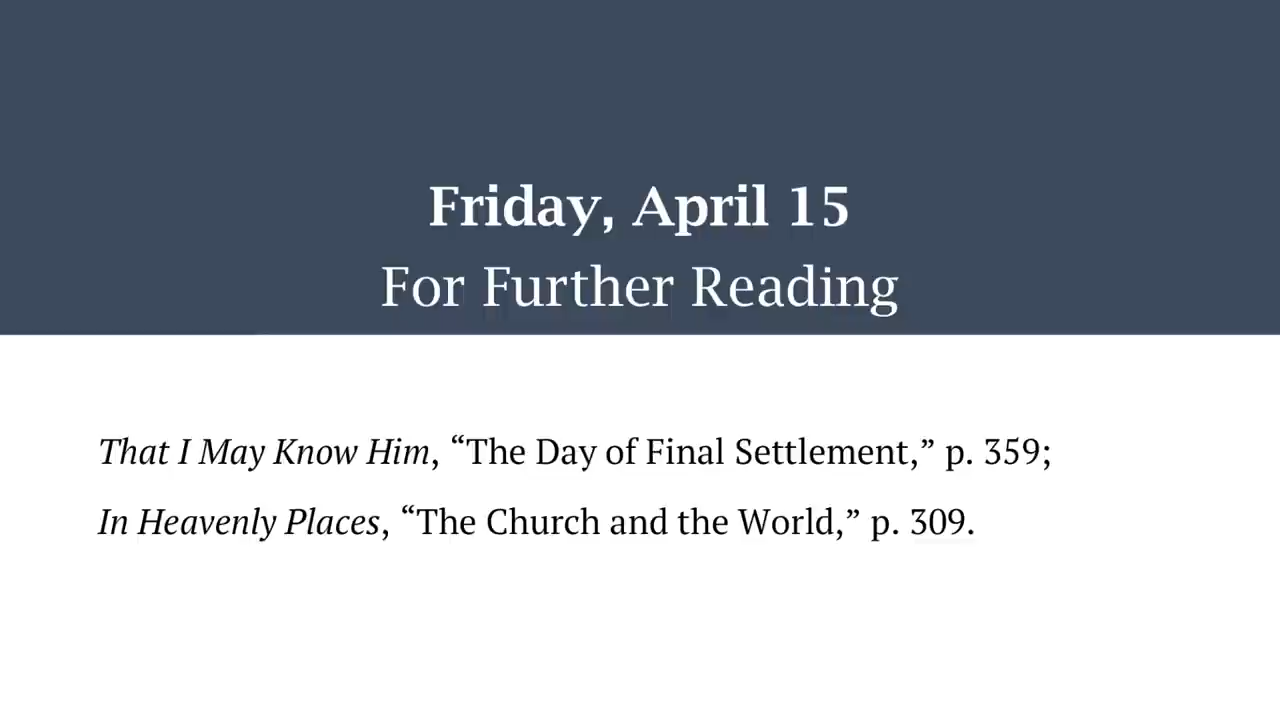 Friday, April 15
For Further Reading
That I May Know Him, “The Day of Final Settlement,” p. 359;
In Heavenly Places, “The Church and the World,” p. 309.